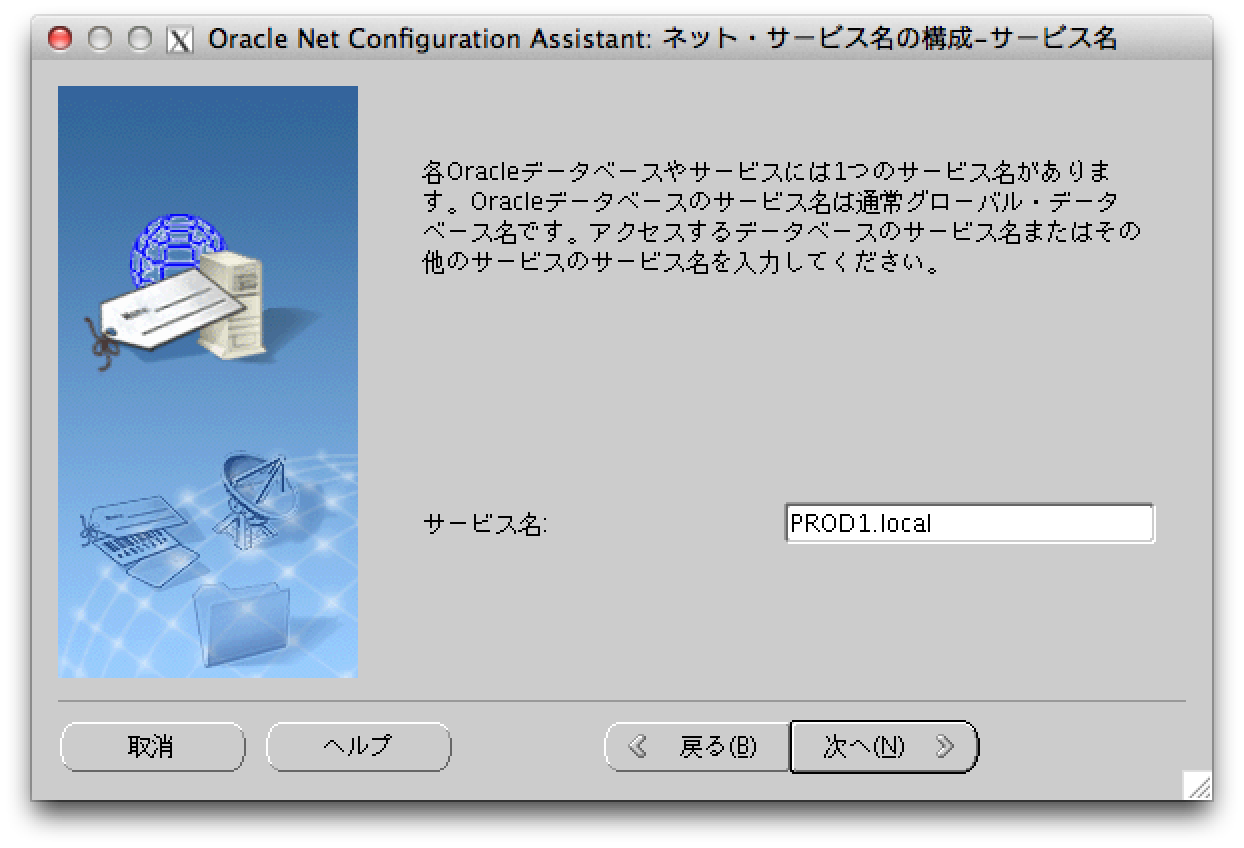 Oracle Net Configuration Assistant: ネット・サービス名の構成-サービス名
各Oracleデータベースやサービスには1つのサービス名がありま
す。Oracleデータベースのサービス名は通常グローバル・データ
ベース名です。アクセスするデータベースのサービス名またはその
他のサービスのサービス名を入力してください。
サービス名: PROD1.local
取消 ヘルプ 戻る(B) 次へ(N)